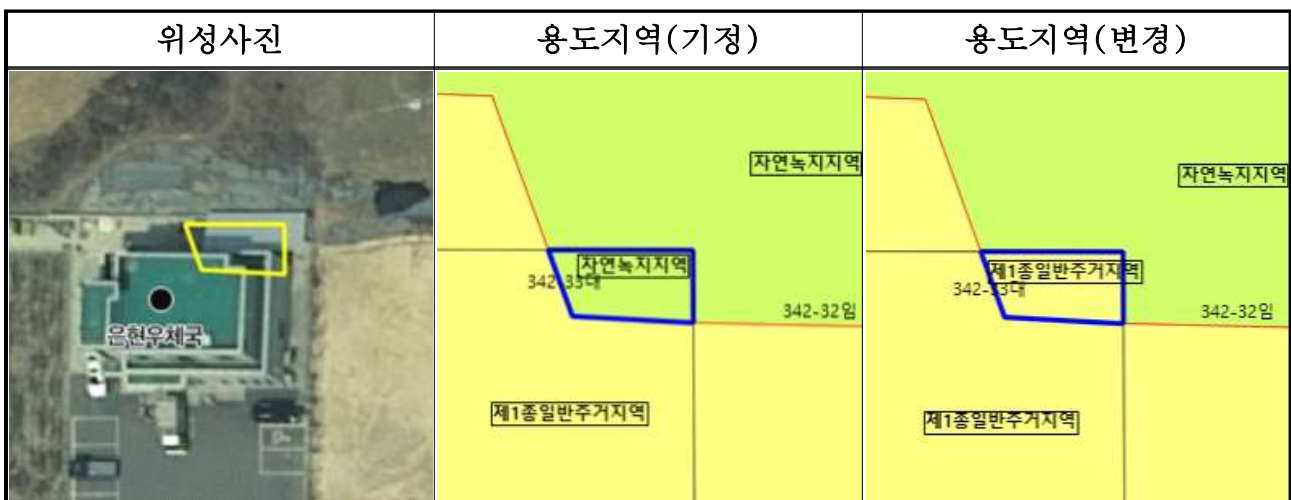 위성사진
용도지역(기정)
용도지역(변경)
은현우체국
자연녹지지역
자연녹지지역
342-33대
342-32임
제1종일반주거지역
자연녹지지역
제1종일반주거지역
342-33대
342-32임
제1종일반주거지역